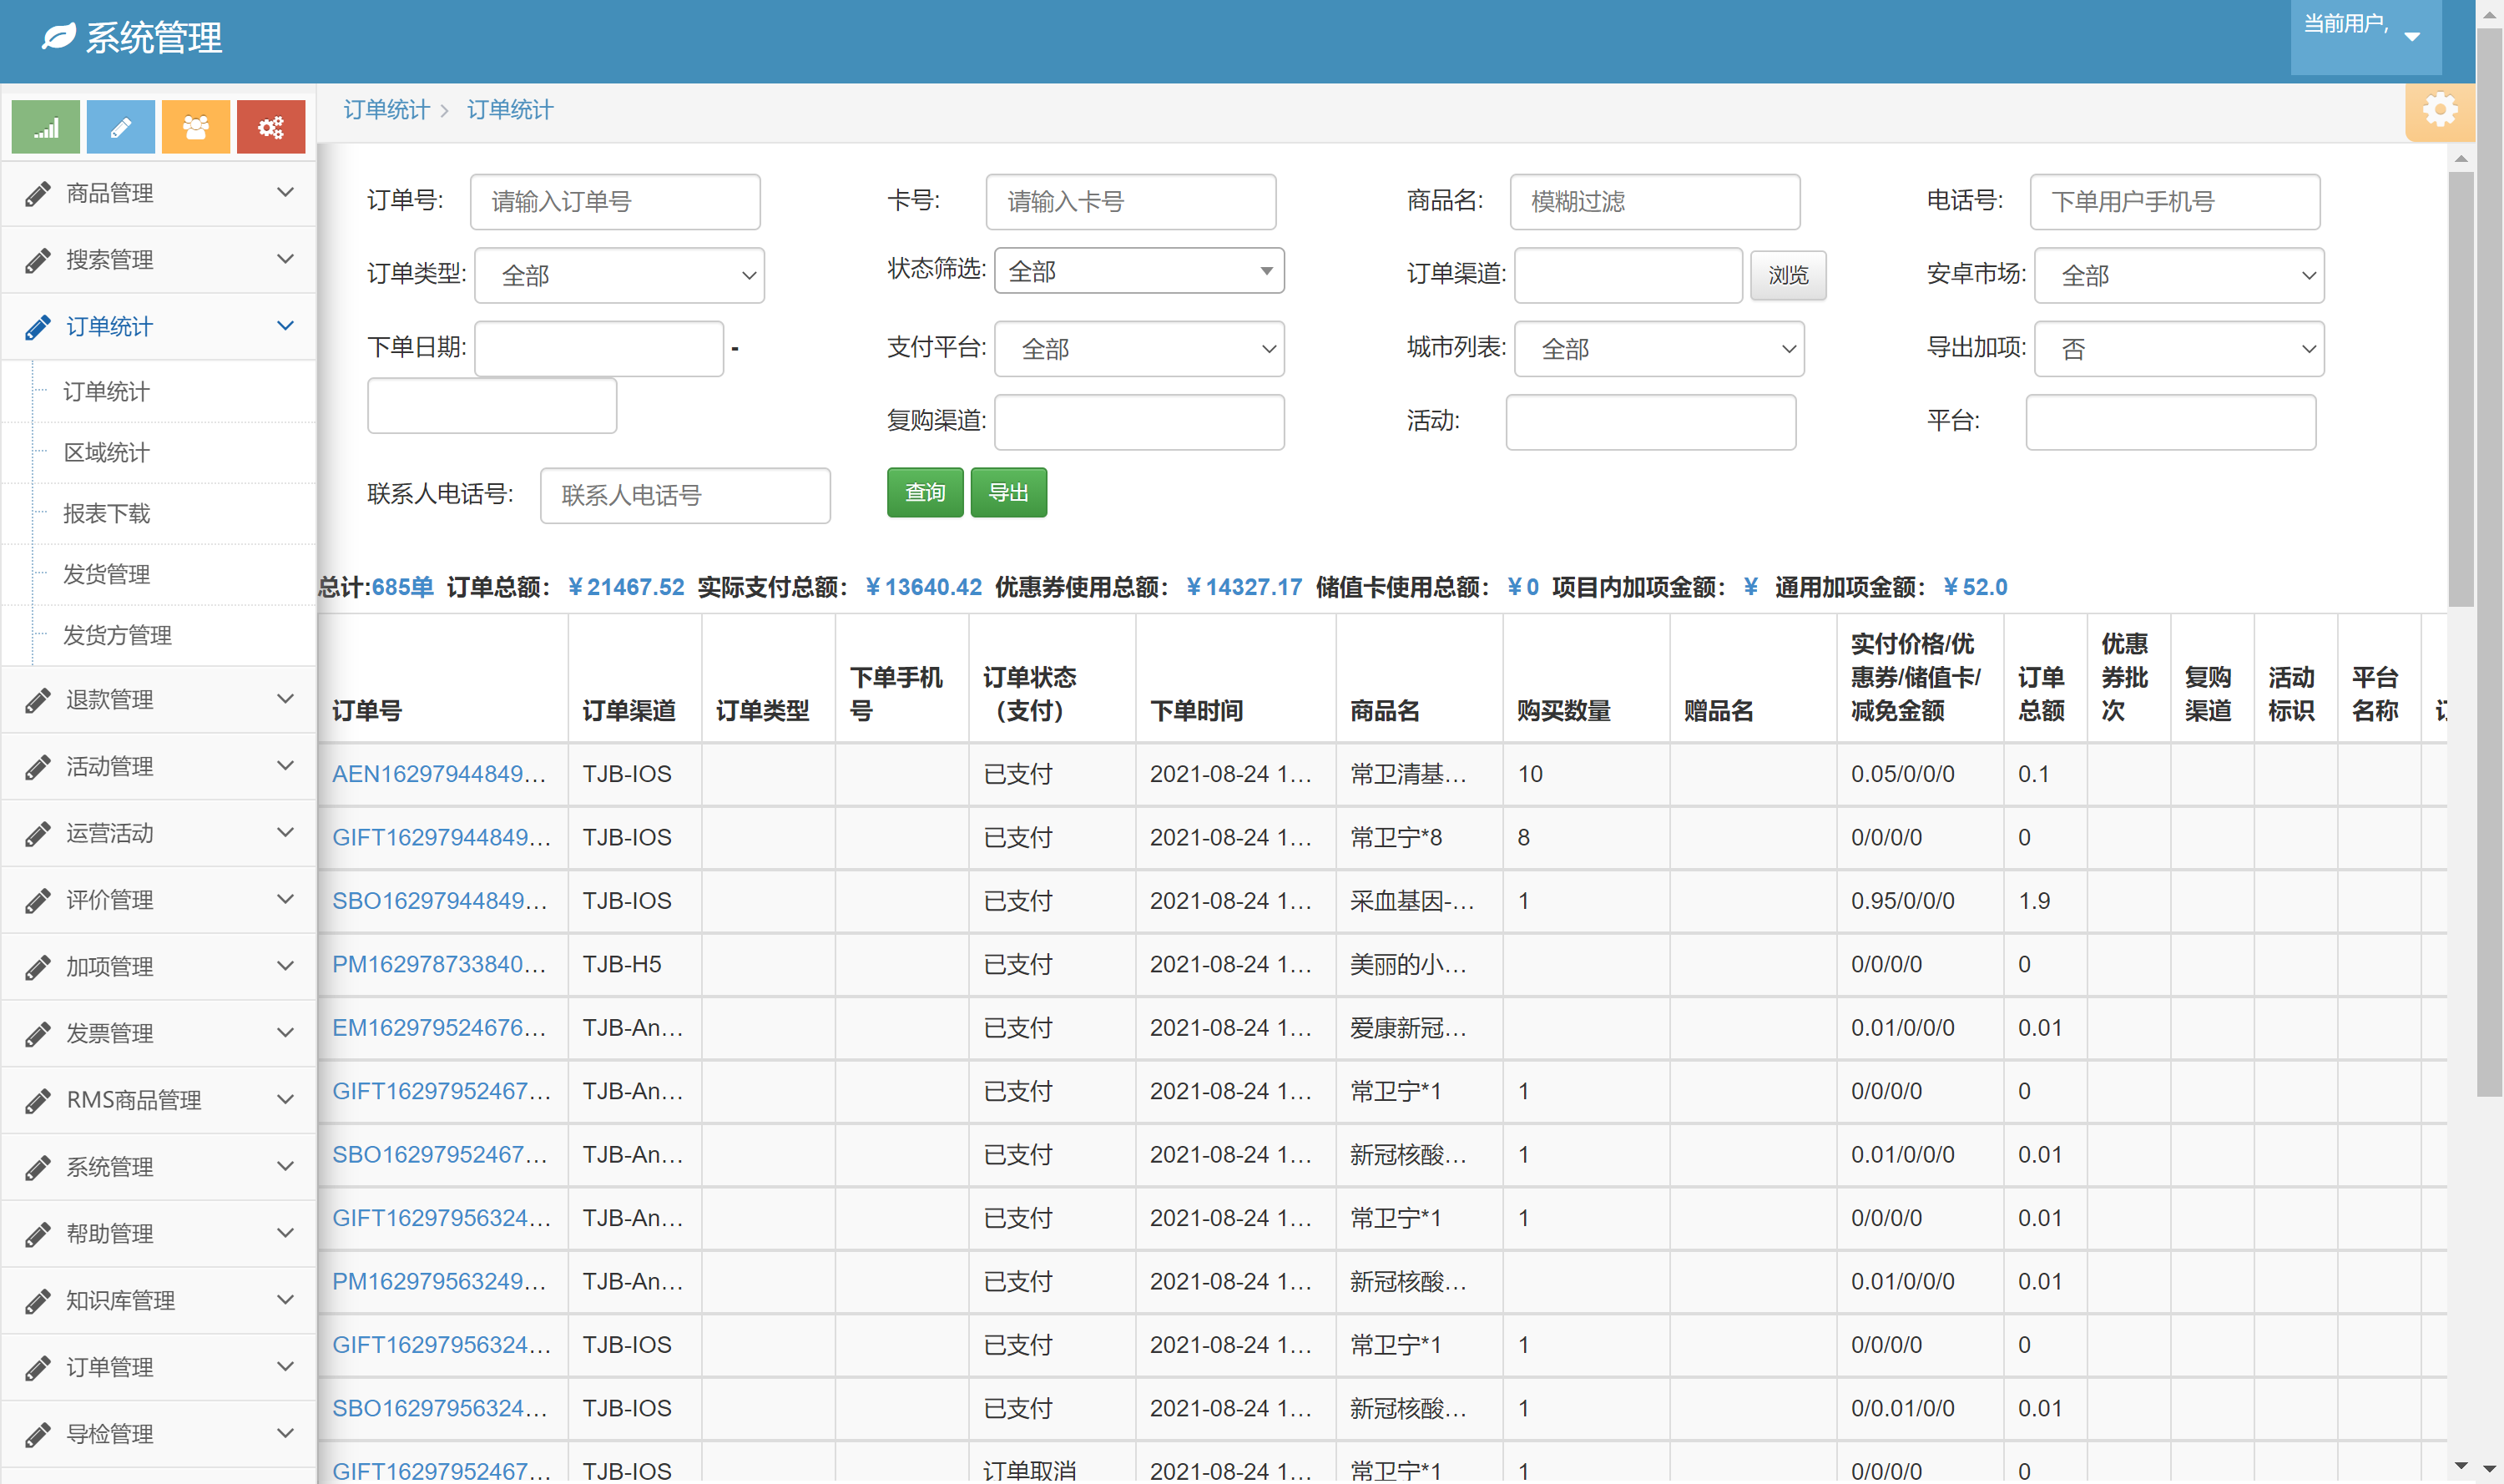 系统管理
当前用户,
订单统计 订单统计
商品管理
搜索管理
订单统计
订单统计
区域统计
报表下载
发货管理
发货方管理
退款管理
活动管理
运营活动
评价管理
加项管理
发票管理
RMS商品管理
系统管理
帮助管理
知识库管理
订单管理
导检管理
订单号: 请输入订单号 卡号: 请输入卡号 商品名: 模糊过滤 电话号: 下单用户手机号
订单类型: 全部 状态筛选: 全部 订单渠道: 浏览 安卓市场: 全部
下单日期: - 支付平台: 全部 城市列表: 全部 导出加项: 否
复购渠道: 活动: 平台:
联系人电话号: 联系人电话号 查询 导出
总计:685单 订单总额: ¥21467.52 实际支付总额: ¥13640.42 优惠券使用总额: ¥14327.17 储值卡使用总额: ¥0 项目内加项金额: ¥ 通用加项金额: ¥52.0
订单号 订单渠道 订单类型 下单手机号 订单状态（支付） 下单时间 商品名 购买数量 赠品名 实付价格/优惠券/储值卡/减免金额 订单总额 优惠券批次 复购渠道 活动标识 平台名称
AEN16297944849... TJB-IOS 已支付 2021-08-24 1... 常卫清基... 10 0.05/0/0/0 0.1
GIFT16297944849... TJB-IOS 已支付 2021-08-24 1... 常卫宁*8 8 0/0/0/0 0
SBO16297944849... TJB-IOS 已支付 2021-08-24 1... 采血基因-... 1 0.95/0/0/0 1.9
PM162978733840... TJB-H5 已支付 2021-08-24 1... 美丽的小... 0/0/0/0 0
EM162979524676... TJB-An... 已支付 2021-08-24 1... 爱康新冠... 0.01/0/0/0 0.01
GIFT16297952467... TJB-An... 已支付 2021-08-24 1... 常卫宁*1 1 0/0/0/0 0
SBO16297952467... TJB-An... 已支付 2021-08-24 1... 新冠核酸... 1 0.01/0/0/0 0.01
GIFT16297956324... TJB-An... 已支付 2021-08-24 1... 常卫宁*1 1 0/0/0/0 0.01
PM162979563249... TJB-An... 已支付 2021-08-24 1... 新冠核酸... 0.01/0/0/0 0.01
GIFT16297956324... TJB-IOS 已支付 2021-08-24 1... 常卫宁*1 1 0/0/0/0 0
SBO16297956324... TJB-IOS 已支付 2021-08-24 1... 新冠核酸... 1 0/0.01/0/0 0.01
GIFT16297952467... TJB-IOS 订单取消 2021-08-24 1... 常卫宁*1 1 0/0/0/0 0